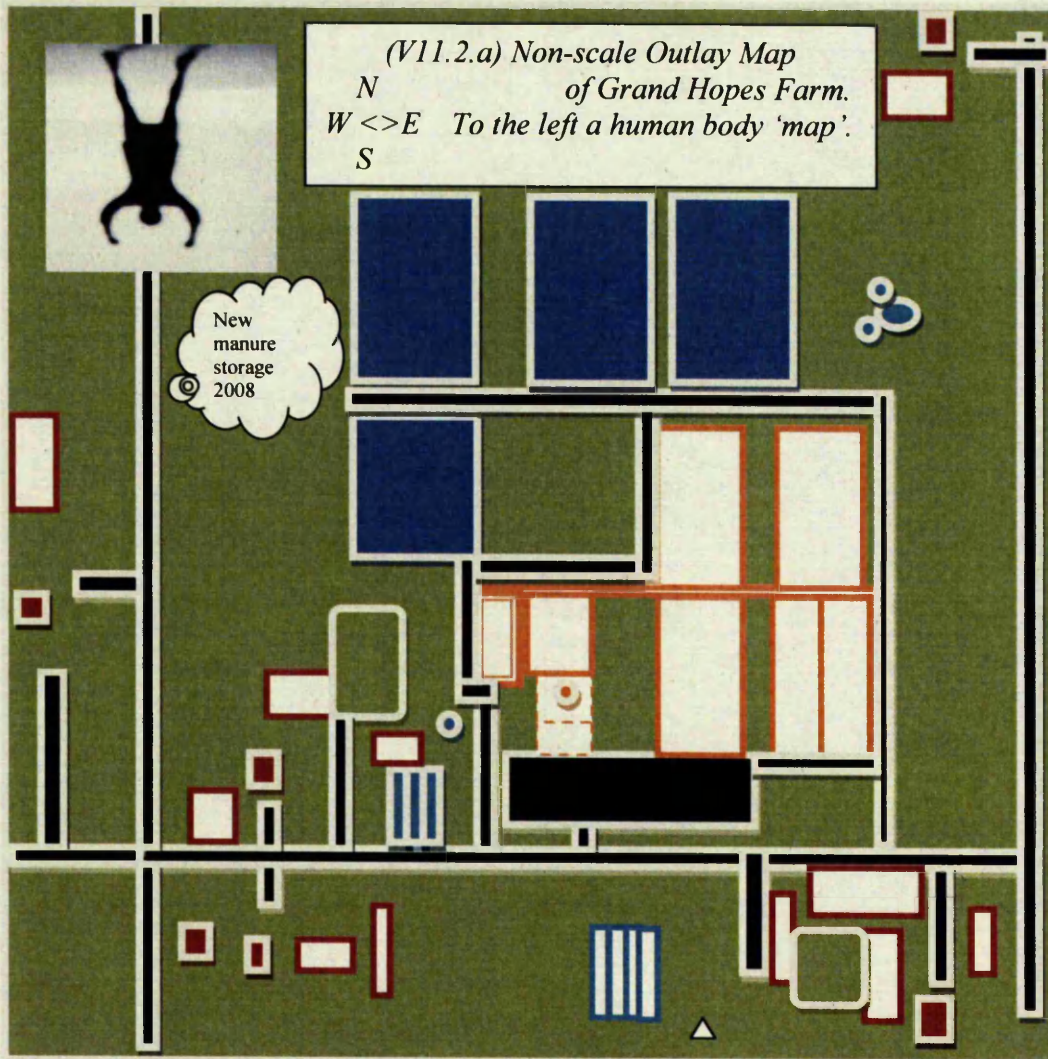 (V11.2.a) Non-scale Outlay Map
N of Grand Hopes Farm.
W <>E To the left a human body 'map'.
S
New
manure
storage
2008